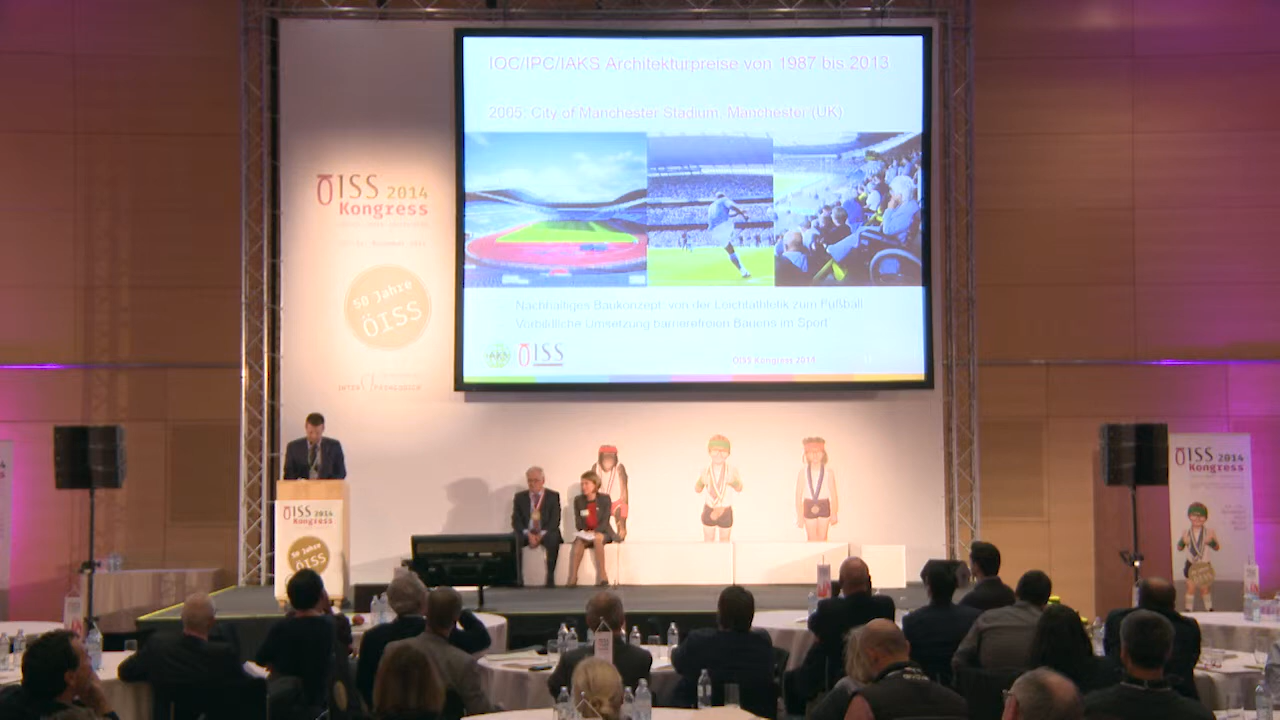 IOC/IPC/IAKS Architekturpreise von 1987 bis 2013
2005: City of Manchester Stadium, Manchester (UK)
Nachhaltiges Baukonzept: von der Leichtathletik zum Fußball
Vorbildliche Umsetzung barrierefreien Bauens im Sport
IAKS
ÖISS
ÖISS Kongress 2014
ÖISS 2014
Kongress
50 Jahre
ÖISS
ÖISS 2014
Kongress
50 Jahre
ÖISS
ÖISS 2014
Kongress